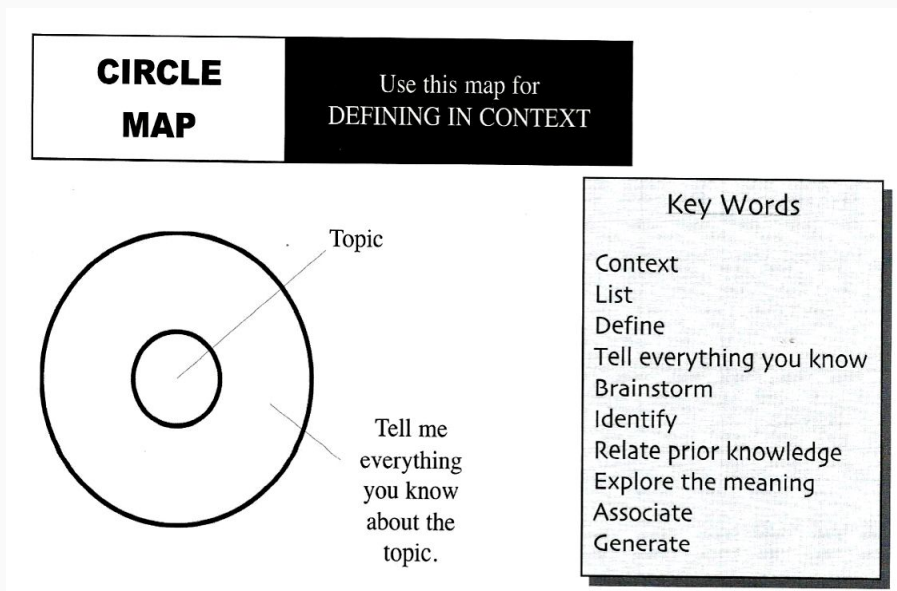 CIRCLE
MAP
Use this map for
DEFINING IN CONTEXT
Topic
Tell me
everything
you know
about the
topic.
Key Words
Context
List
Define
Tell everything you know
Brainstorm
Identify
Relate prior knowledge
Explore the meaning
Associate
Generate